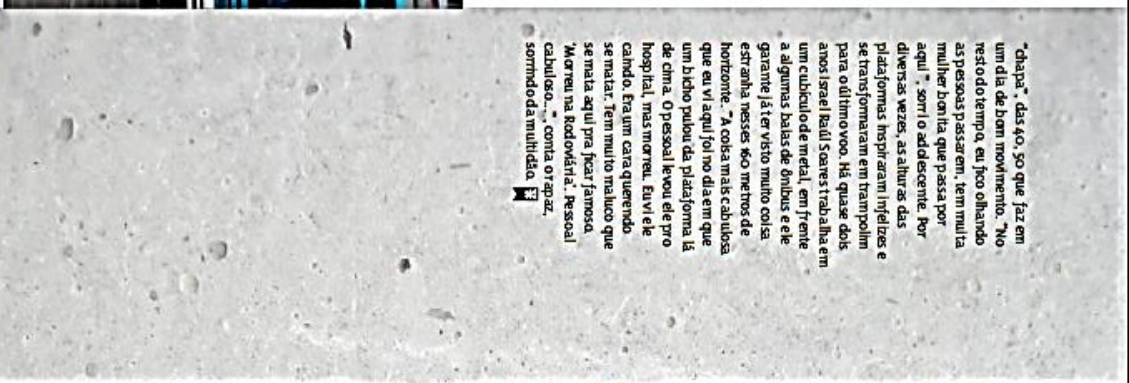 "chapa", das 40, 50 que faz em
um dia de bom movimento. "No
resto do tempo, eu fico olhando
as pessoas passarem, tem muita
mulher bonita que passa por
aqui", sorri o adolescente. Por
diversas vezes, as alturas das
plataformas inspiraram infelizes e
se transformaram em trampolim
para o último voo. Há quase dois
anos Israel Raúl Soares trabalha em
um cubículo de metal, em frente
a algumas baias de ônibus e ele
garante já ter visto muito coisa
estranha nesses 160 metros de
horizonte. "A coisa mais cabulosa
que eu vi aqui foi no dia em que
um bicho pulou da plataforma lá
de cima. O pessoal levou ele pro
hospital, mas morreu. Eu vi ele
caindo. Era um cara querendo
se matar. Tem muito maluco que
se mata aqui pra ficar famoso.
'Morreu na Rodoviária'. Pessoal
cabuloso...", conta o rapaz,
sorrindo da multidão.